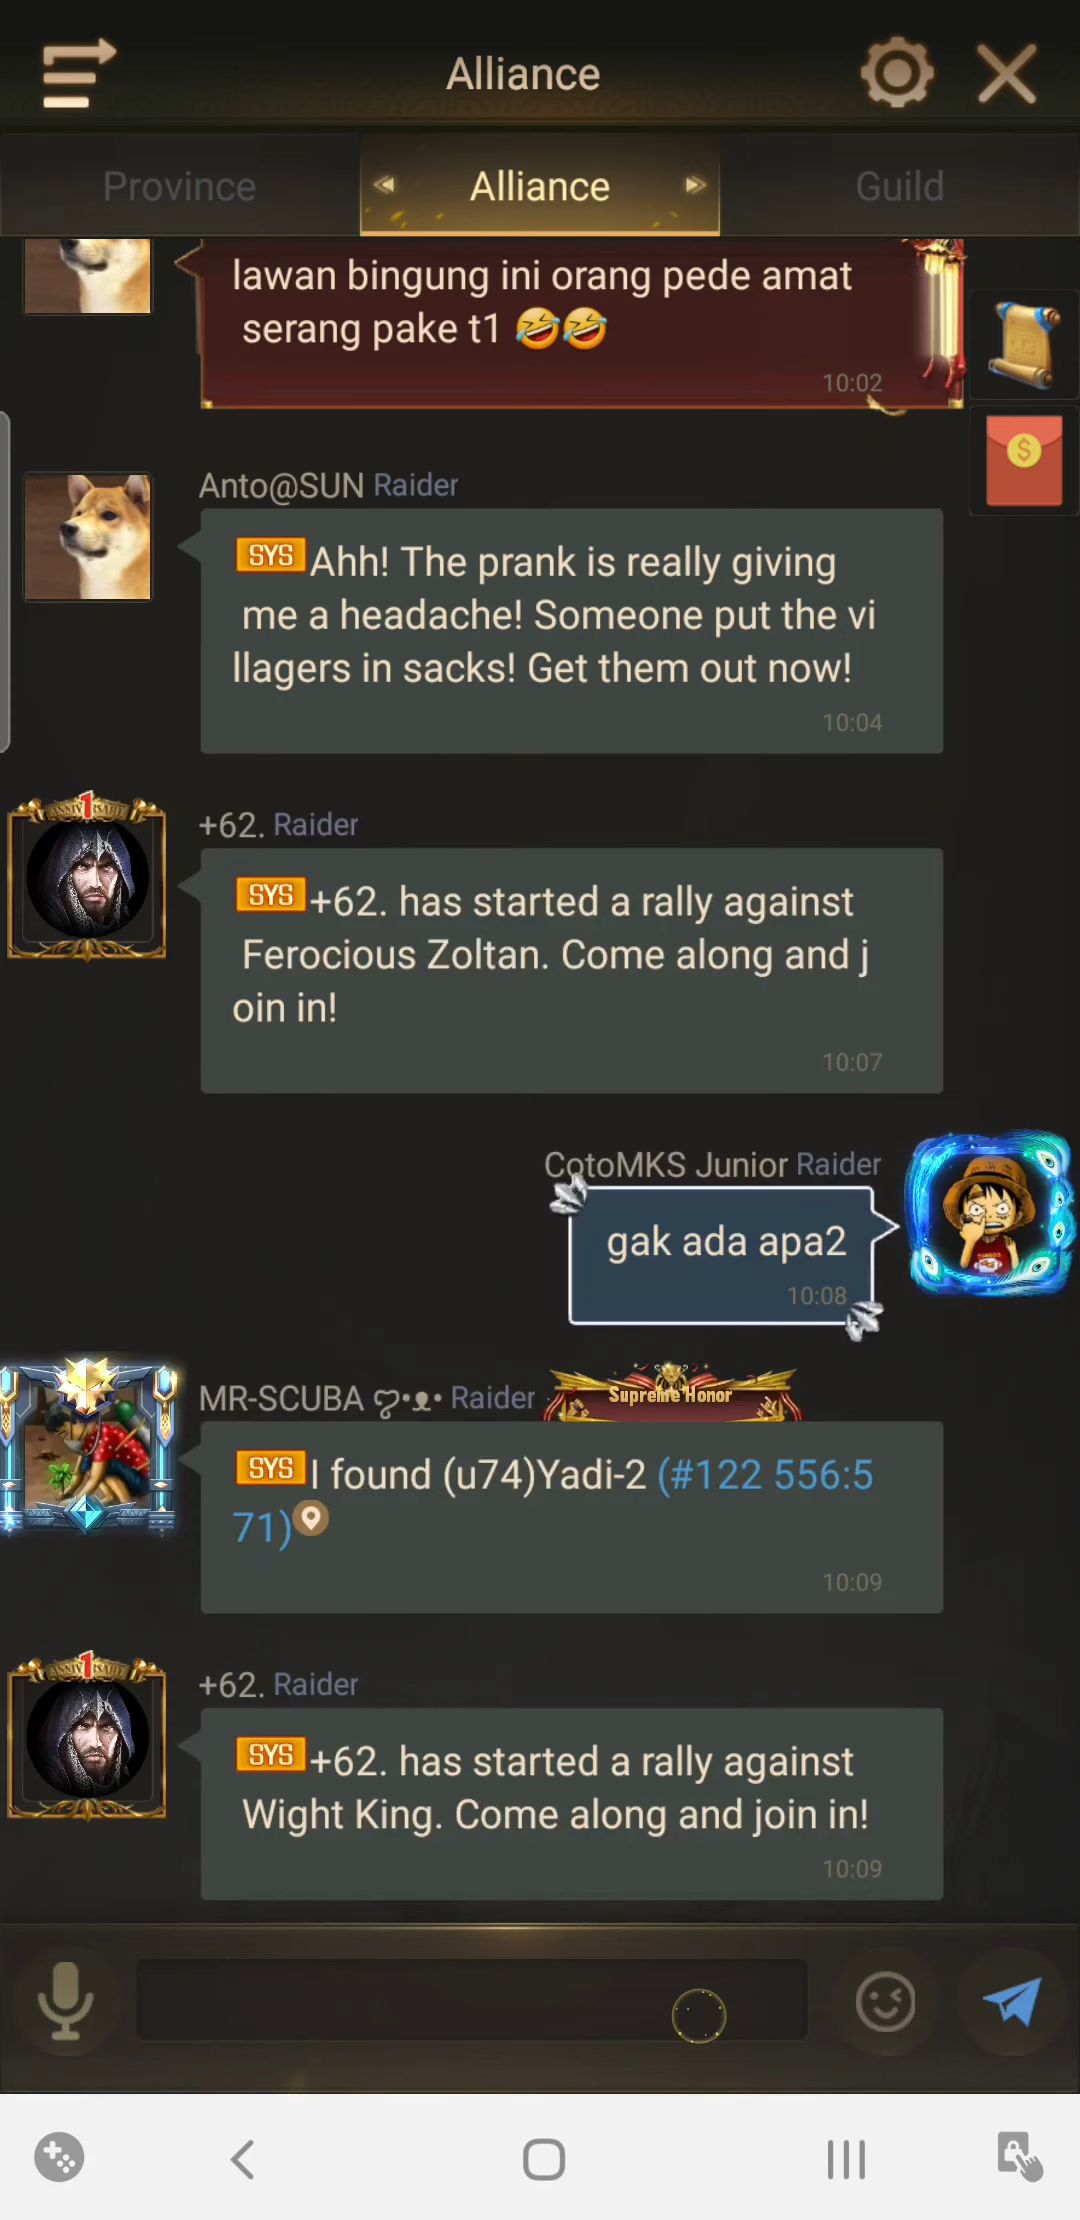 Alliance
Province
Alliance
Guild
lawan bingung ini orang pede amat
serang pake t1 🤣🤣
10:02
Anto@SUN Raider
SYS Ahh! The prank is really giving
me a headache! Someone put the vi
llagers in sacks! Get them out now!
10:04
+62. Raider
SYS +62. has started a rally against
Ferocious Zoltan. Come along and j
oin in!
10:07
CotoMKS Junior Raider
gak ada apa2
10:08
MR-SCUBA ღ•ᴥ• Raider Supreme Honor
SYS I found (u74)Yadi-2 (#122 556:5
71)
10:09
+62. Raider
SYS +62. has started a rally against
Wight King. Come along and join in!
10:09